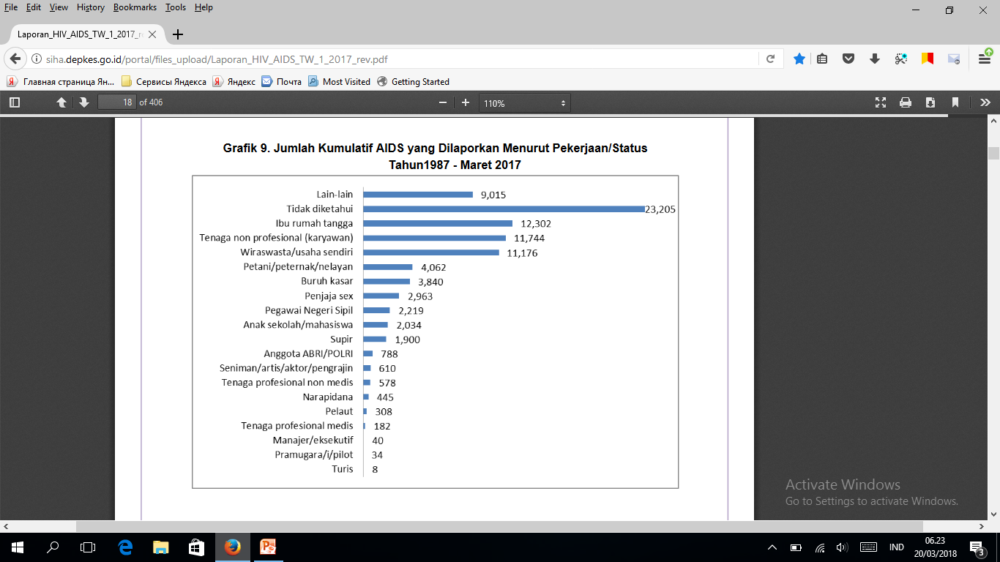 File Edit View History Bookmarks Tools Help
Laporan_HIV_AIDS_TW_1_2017_r
siha.depkes.go.id/portal/files_upload/Laporan_HIV_AIDS_TW_1_2017_rev.pdf
Главная страница Ян... Сервисы Яндекса Яндекс Почта Most Visited Getting Started
18 of 406 110%
Grafik 9. Jumlah Kumulatif AIDS yang Dilaporkan Menurut Pekerjaan/Status
Tahun1987 - Maret 2017
Lain-lain 9,015
Tidak diketahui 23,205
Ibu rumah tangga 12,302
Tenaga non profesional (karyawan) 11,744
Wiraswasta/usaha sendiri 11,176
Petani/peternak/nelayan 4,062
Buruh kasar 3,840
Penjaja sex 2,963
Pegawai Negeri Sipil 2,219
Anak sekolah/mahasiswa 2,034
Supir 1,900
Anggota ABRI/POLRI 788
Seniman/artis/aktor/pengrajin 610
Tenaga profesional non medis 578
Narapidana 445
Pelaut 308
Tenaga profesional medis 182
Manajer/eksekutif 40
Pramugara/i/pilot 34
Turis 8
Activate Windows
Go to Settings to activate Windows.
IND
06.23
20/03/2018
3